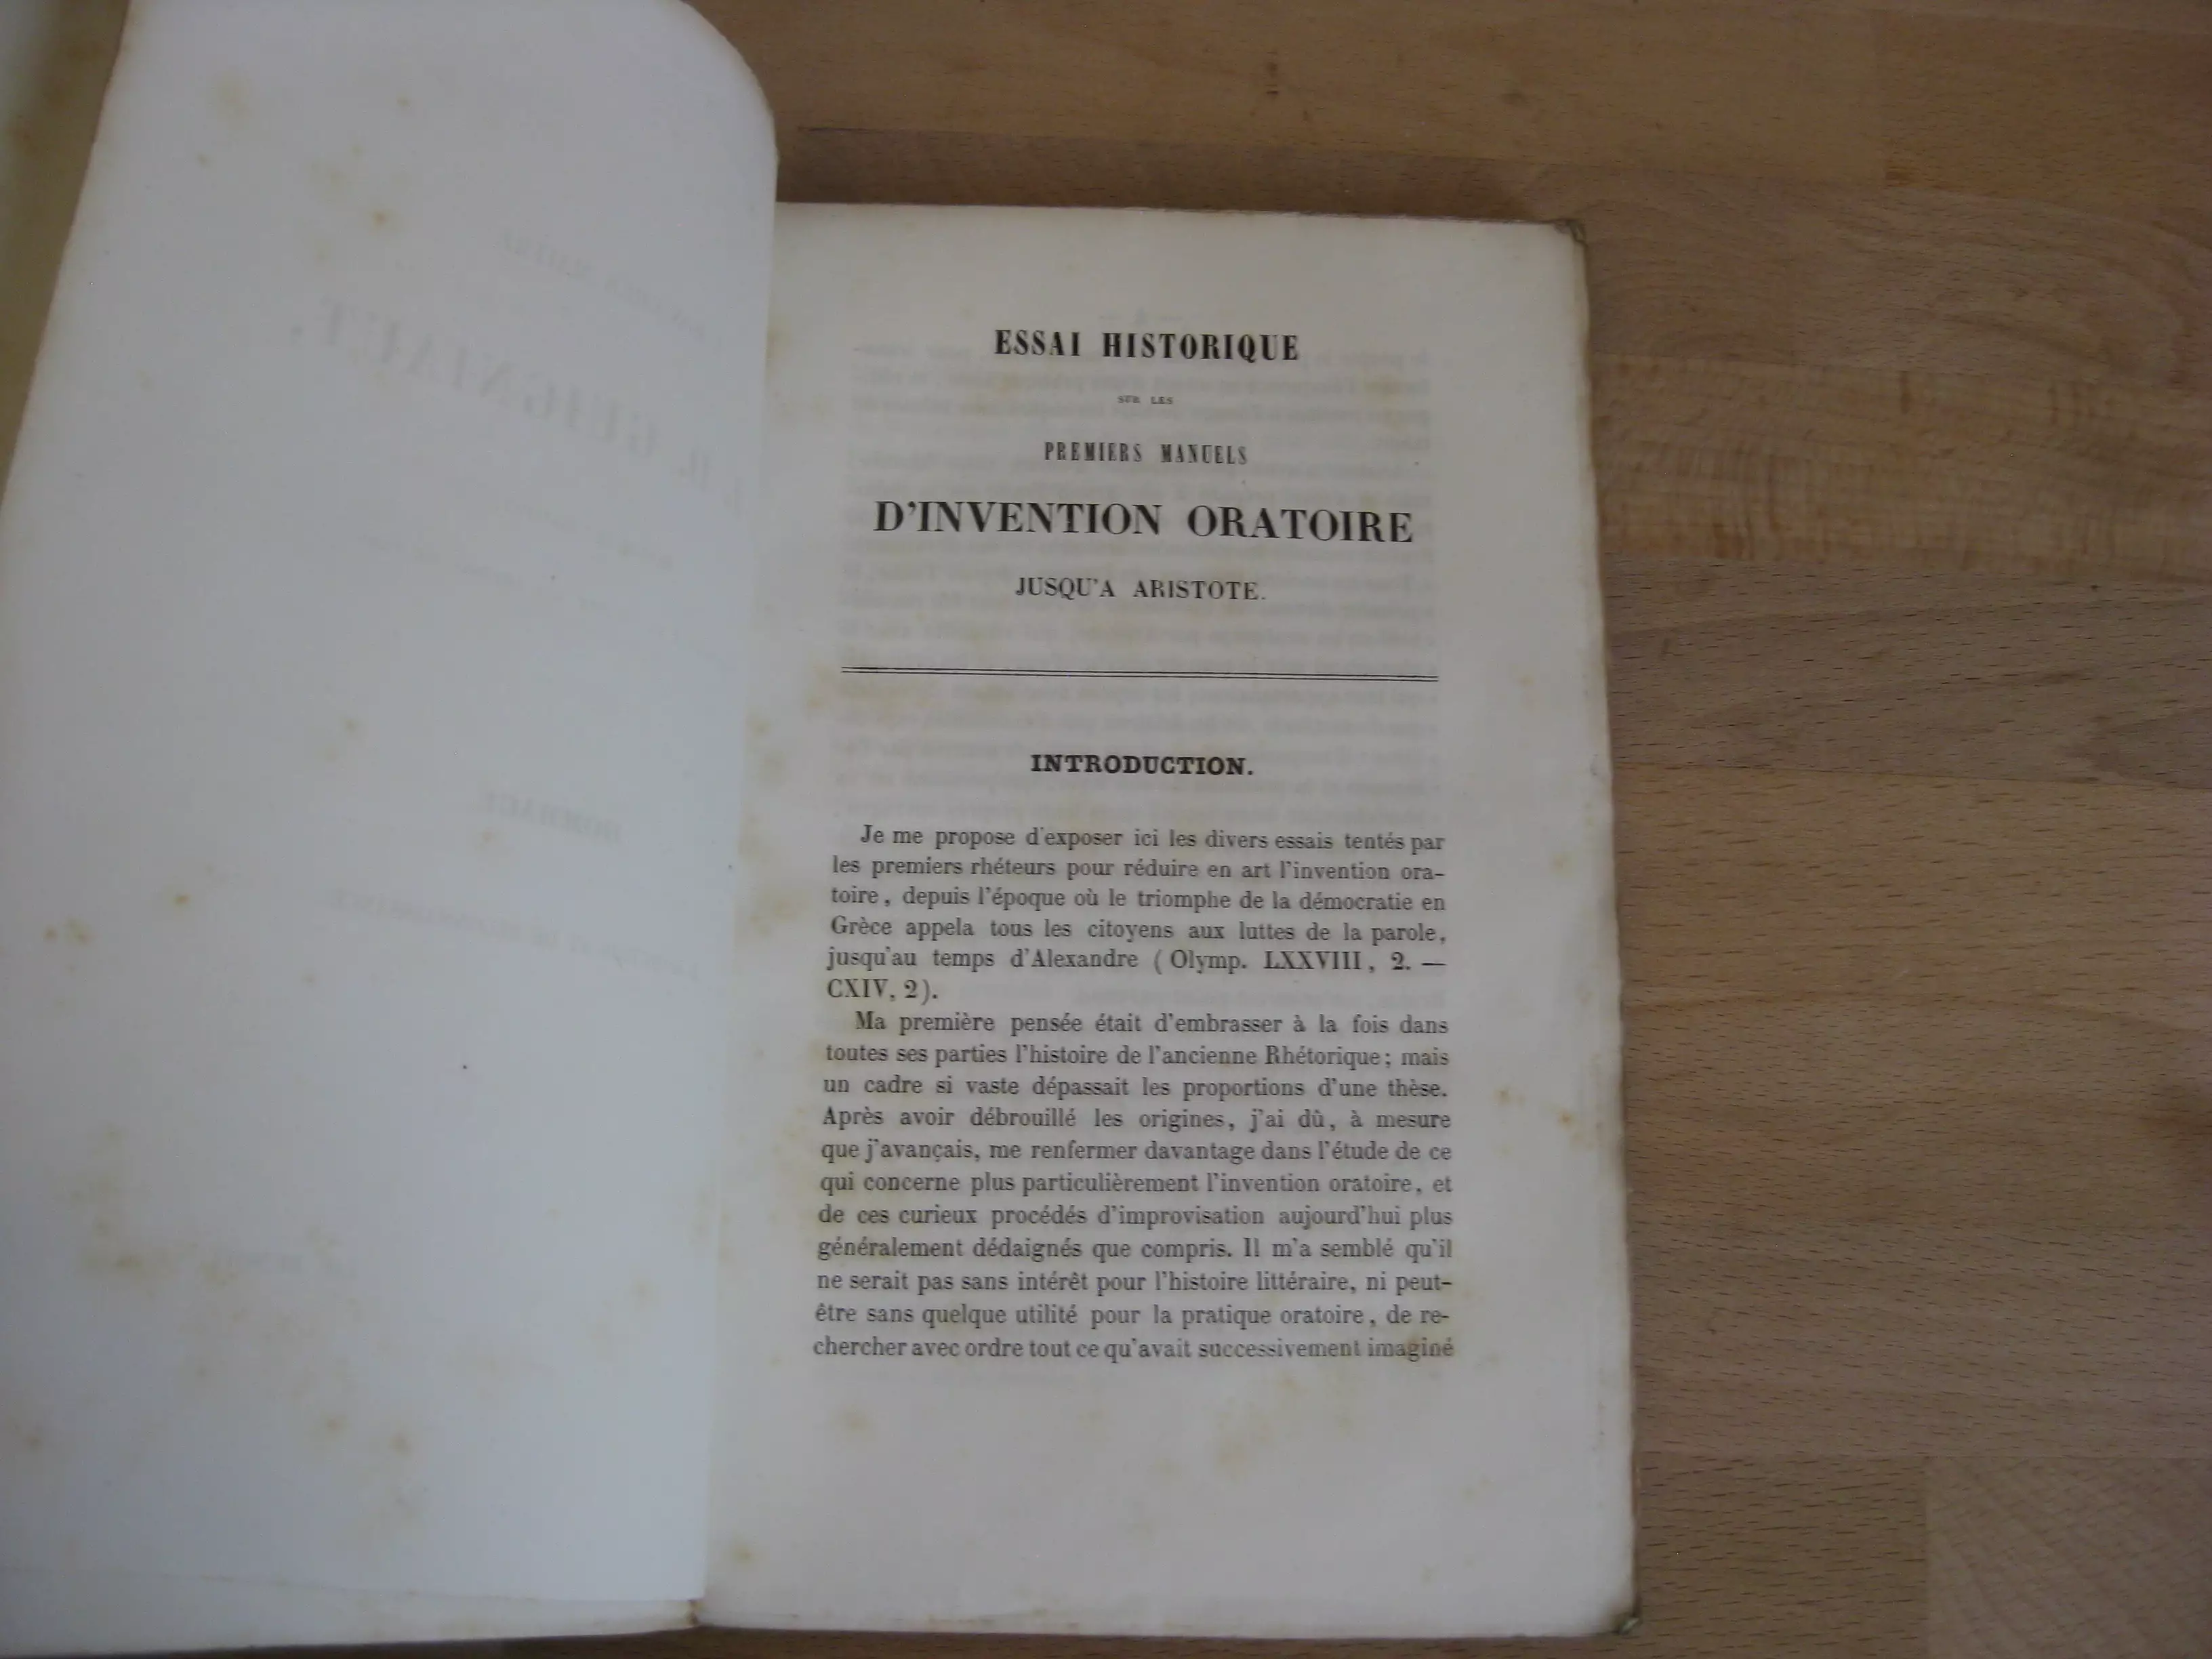 ESSAI HISTORIQUE
SUR LES
PREMIERS MANUELS
D'INVENTION ORATOIRE
JUSQU'A ARISTOTE.
INTRODUCTION.
Je me propose d'exposer ici les divers essais tentés par
les premiers rhéteurs pour réduire en art l'invention ora-
toire, depuis l'époque où le triomphe de la démocratie en
Grèce appela tous les citoyens aux luttes de la parole,
jusqu'au temps d'Alexandre (Olymp. LXXVIII, 2. —
CXIV, 2).
Ma première pensée était d'embrasser à la fois dans
toutes ses parties l'histoire de l'ancienne Rhétorique; mais
un cadre si vaste dépassait les proportions d'une thèse.
Après avoir débrouillé les origines, j'ai dû, à mesure
que j'avançais, me renfermer davantage dans l'étude de ce
qui concerne plus particulièrement l'invention oratoire, et
de ces curieux procédés d'improvisation aujourd'hui plus
généralement dédaignés que compris. Il m'a semblé qu'il
ne serait pas sans intérêt pour l'histoire littéraire, ni peut-
être sans quelque utilité pour la pratique oratoire, de re-
chercher avec ordre tout ce qu'avait successivement imaginé